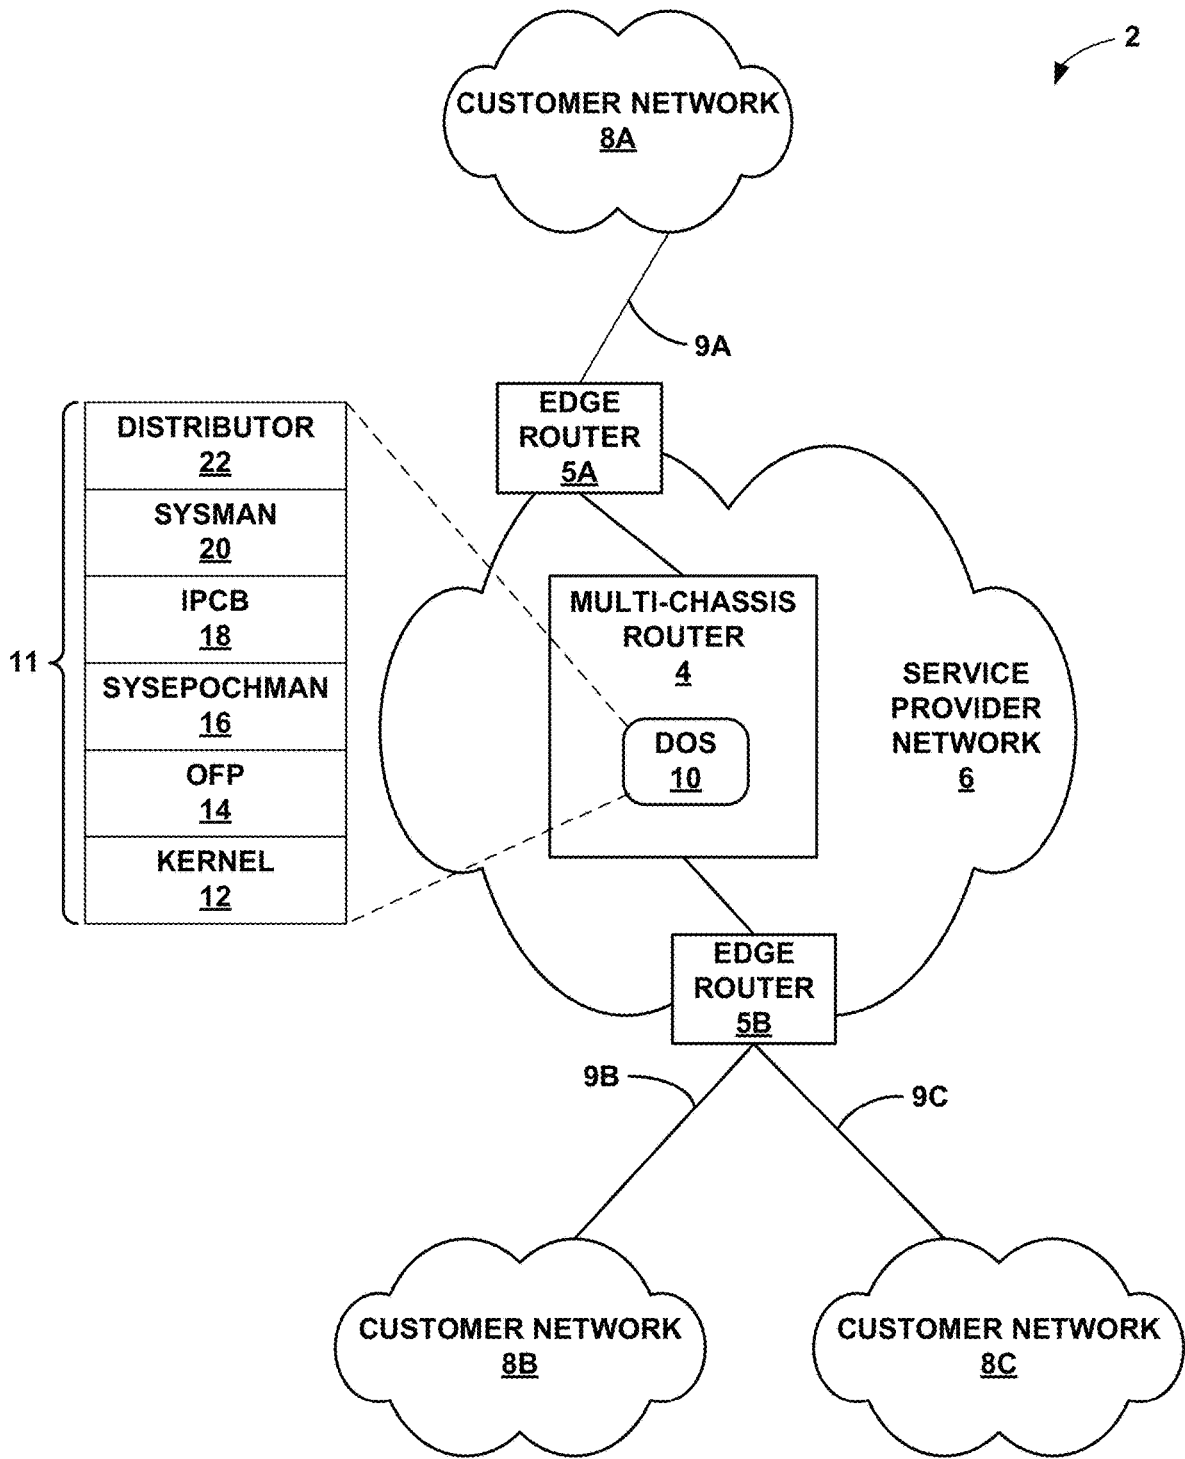 2
CUSTOMER NETWORK
8A
9A
EDGE
ROUTER
5A
DISTRIBUTOR
22
SYSMAN
20
IPCB
18
SYSEPOCHMAN
16
OFP
14
KERNEL
12
11
MULTI-CHASSIS
ROUTER
4
DOS
10
SERVICE
PROVIDER
NETWORK
6
EDGE
ROUTER
5B
9B
9C
CUSTOMER NETWORK
8B
CUSTOMER NETWORK
8C